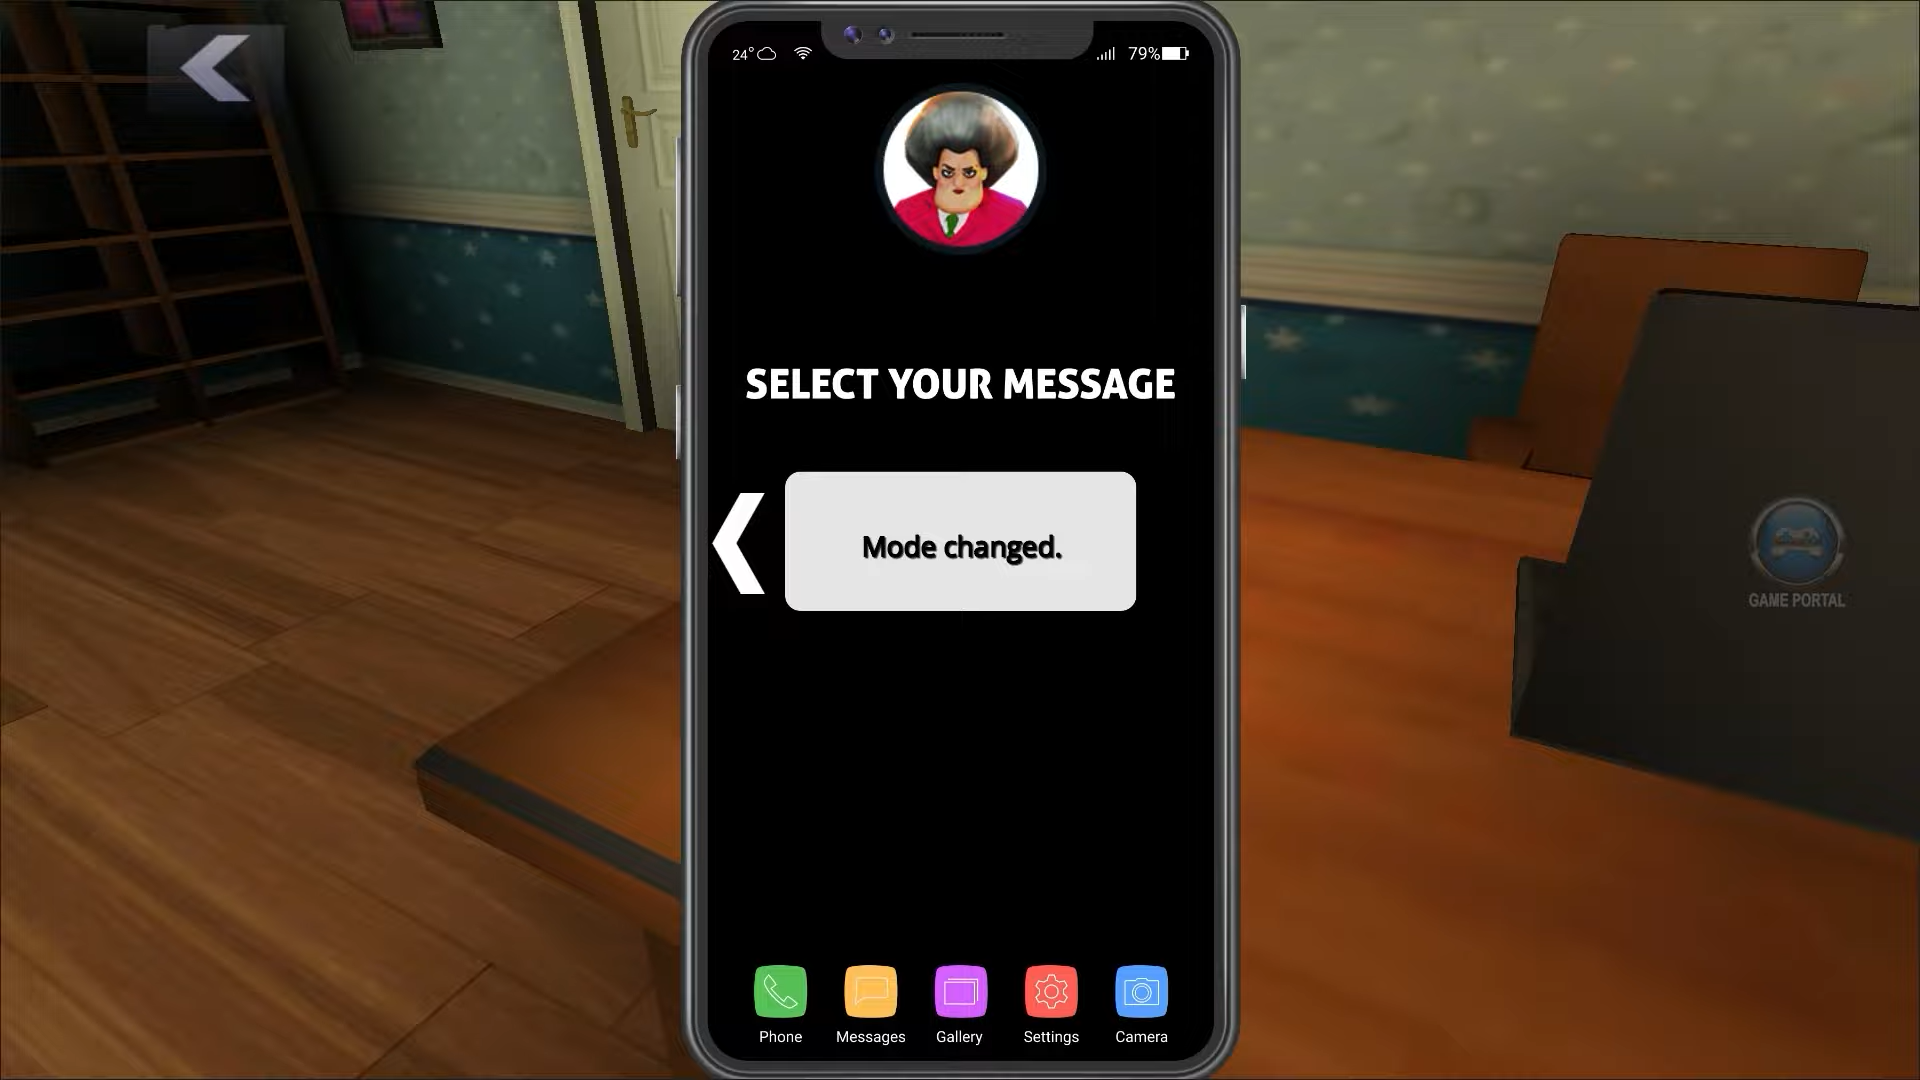 24°
79%
SELECT YOUR MESSAGE
Mode changed.
GAME PORTAL
Phone Messages Gallery Settings Camera